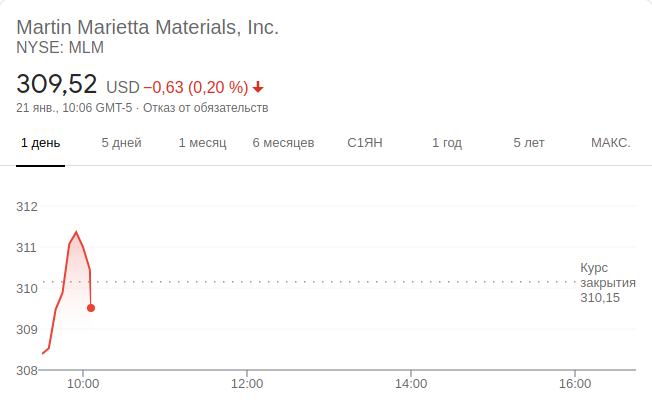 Martin Marietta Materials, Inc.
NYSE: MLM
309,52 USD −0,63 (0,20 %)
21 янв., 10:06 GMT-5 · Отказ от обязательств
1 день 5 дней 1 месяц 6 месяцев С1ЯН 1 год 5 лет МАКС.
312
311
310
309
308
Курс
закрытия
310,15
10:00 12:00 14:00 16:00